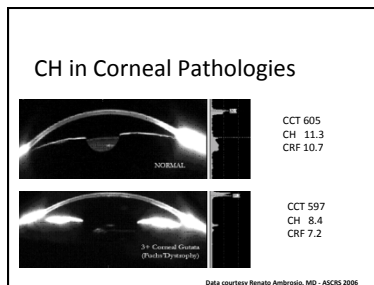 CH in Corneal Pathologies
CCT 605
CH 11.3
CRF 10.7
NORMAL
CCT 597
CH 8.4
CRF 7.2
3+ Corneal Gutata
(Fuchs'Dystrophy)
Data courtesy Renato Ambrosio, MD - ASCRS 2006